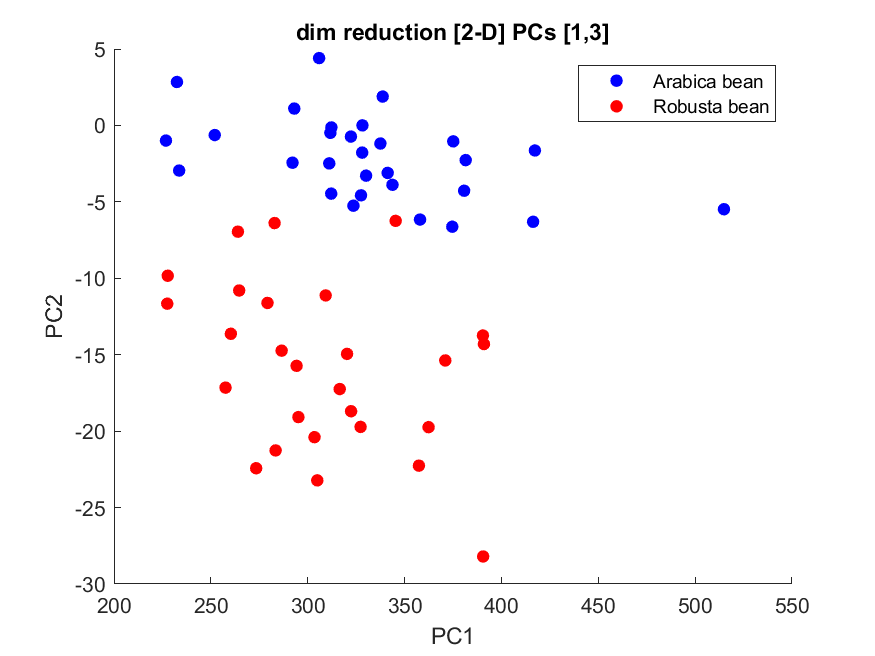 dim reduction [2-D] PCs [1,3]
Arabica bean
Robusta bean
5
0
-5
-10
-15
-20
-25
-30
PC2
200 250 300 350 400 450 500 550
PC1